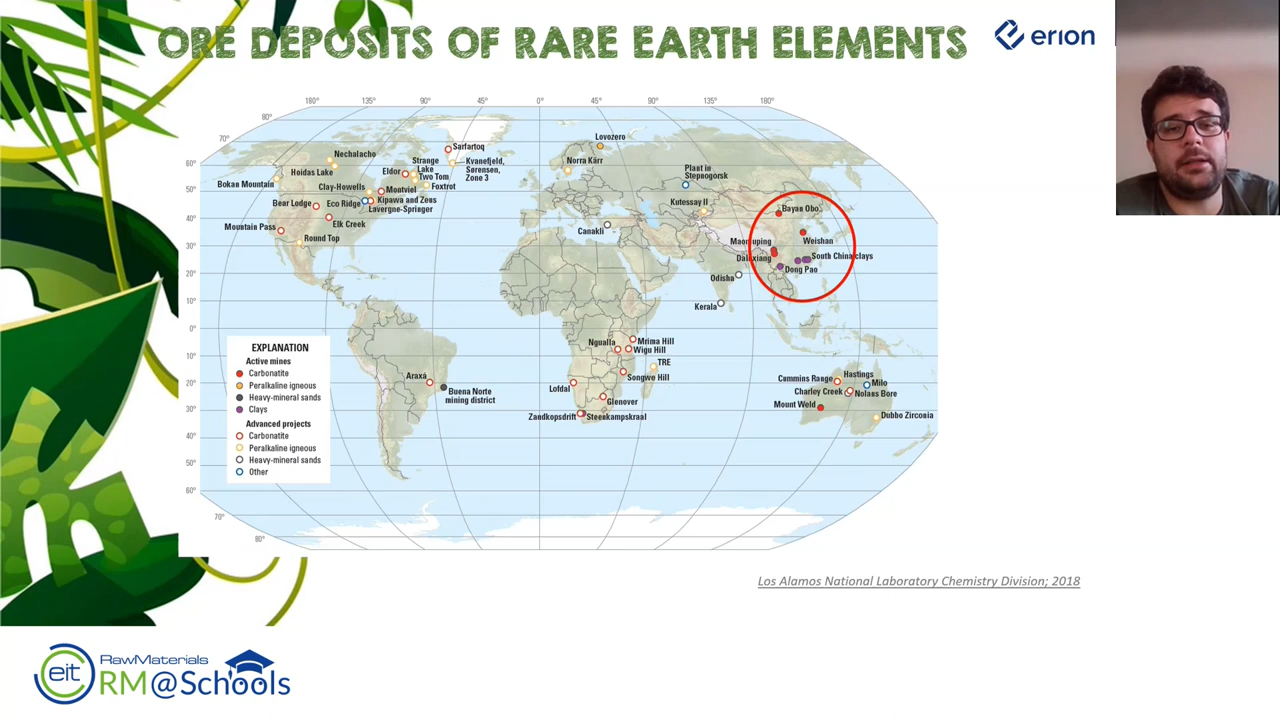 ORE DEPOSITS OF RARE EARTH ELEMENTS
erion
180° 135° 90° 45° 0° 45° 90° 135° 180°
80°
70°
60°
50°
40°
30°
20°
10°
0°
10°
20°
30°
40°
50°
60°
70°
80°
Nechalacho
Hoidas Lake
Bokan Mountain
Clay-Howells
Bear Lodge
Eco Ridge
Mountain Pass
Elk Creek
Round Top
Sarfartoq
Strange
Lake
Eldor
Two Tom
Foxtrot
Montviel
Kipawa and Zeus
Lavergne-Springer
Kvanefjeld,
Sørensen,
Zone 3
Lovozero
Norra Kärr
Plant in
Stepnogorsk
Kutessay II
Canakli
Bayan Obo
Weishan
Maoniuping
Daluxiang
South China clays
Dong Pao
Odisha
Kerala
Ngualla
Mrima Hill
Wigu Hill
TRE
Songwe Hill
Lofdal
Glenover
Zandkopsdrift
Steenkampskraal
Araxá
Buena Norte
mining district
Cummins Range
Hastings
Milo
Charley Creek
Nolans Bore
Mount Weld
Dubbo Zirconia
EXPLANATION
Active mines
Carbonatite
Peralkaline igneous
Heavy-mineral sands
Clays
Advanced projects
Carbonatite
Peralkaline igneous
Heavy-mineral sands
Other
Los Alamos National Laboratory Chemistry Division; 2018
eit RawMaterials
RM@Schools